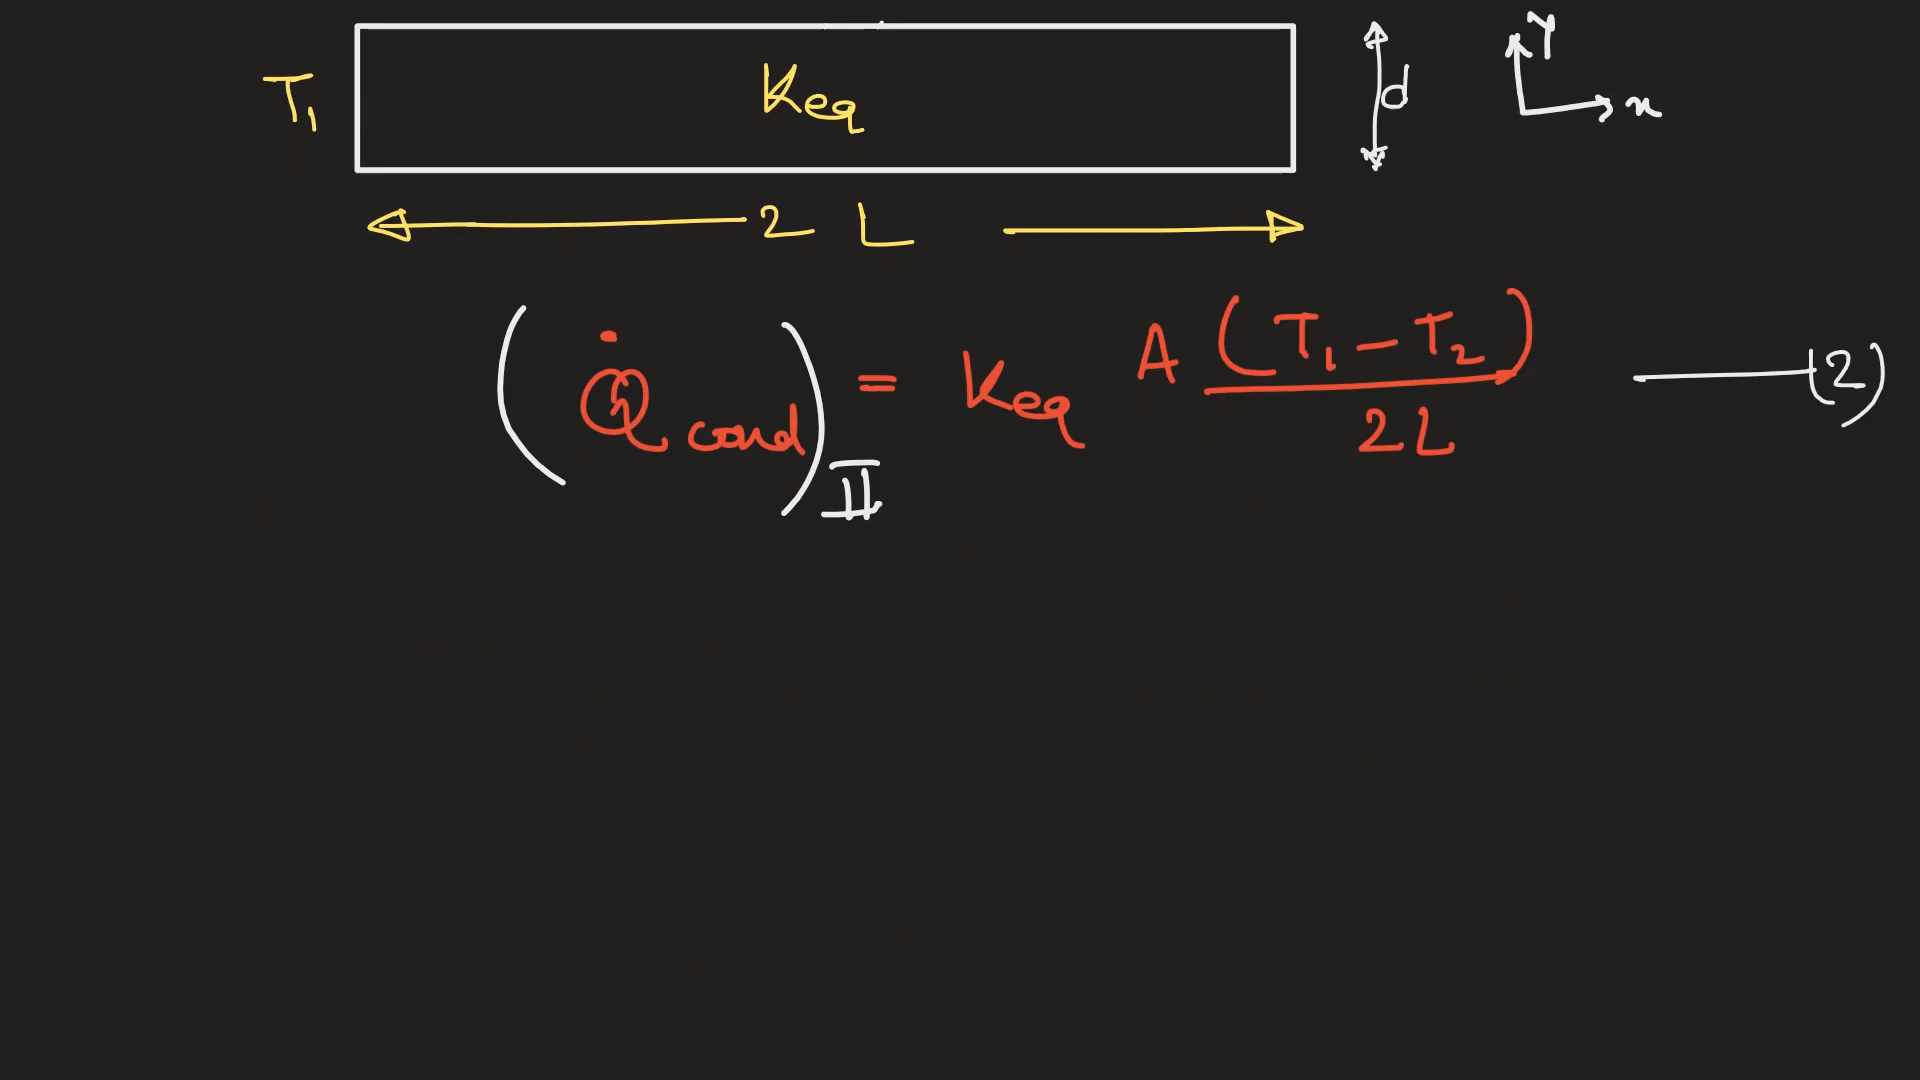 T₁ Keq d y x
2 L
(Q̇cond)II = Keq A (T₁ - T₂) / 2L —— (2)